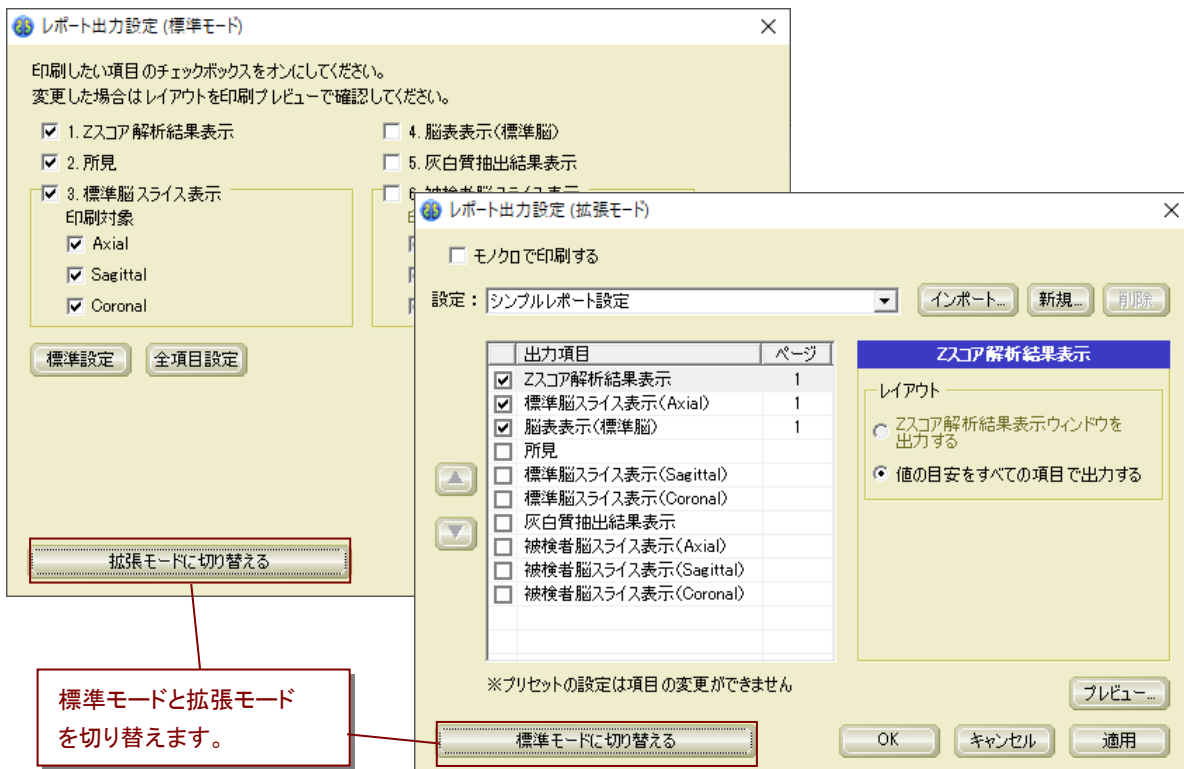 レポート出力設定 (標準モード)
印刷したい項目のチェックボックスをオンにしてください。
変更した場合はレイアウトを印刷プレビューで確認してください。
1. Zスコア解析結果表示
2. 所見
3. 標準脳スライス表示
印刷対象
Axial
Sagittal
Coronal
4. 脳表表示(標準脳)
5. 灰白質抽出結果表示
標準設定
全項目設定
拡張モードに切り替える
標準モードと拡張モード
を切り替えます。
レポート出力設定 (拡張モード)
モノクロで印刷する
設定: シンプルレポート設定
インポート... 新規... 削除
出力項目 ページ
Zスコア解析結果表示 1
標準脳スライス表示(Axial) 1
脳表表示(標準脳) 1
所見
標準脳スライス表示(Sagittal)
標準脳スライス表示(Coronal)
灰白質抽出結果表示
被検者脳スライス表示(Axial)
被検者脳スライス表示(Sagittal)
被検者脳スライス表示(Coronal)
Zスコア解析結果表示
レイアウト
Zスコア解析結果表示ウィンドウを
出力する
値の目安をすべての項目で出力する
※プリセットの設定は項目の変更ができません
プレビュー...
標準モードに切り替える
OK キャンセル 適用